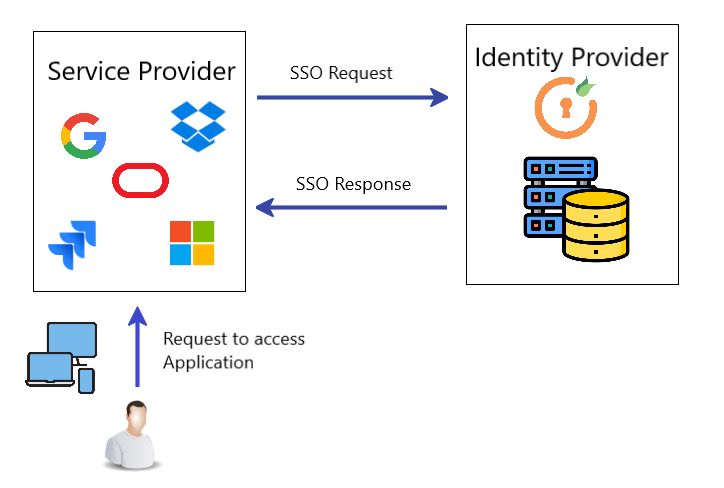 Service Provider
SSO Request
Identity Provider
SSO Response
Request to access
Application